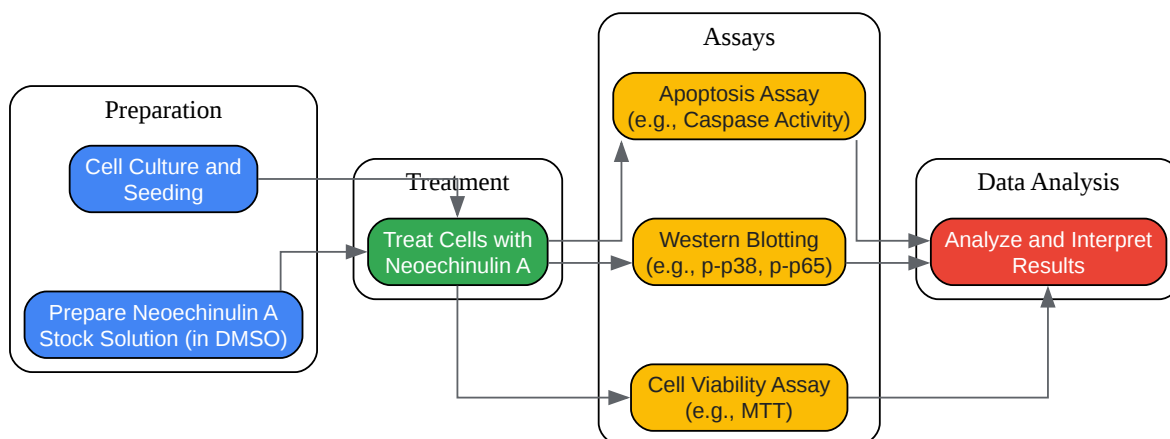 Preparation
Cell Culture and
Seeding
Prepare Neoechinulin A
Stock Solution (in DMSO)
Treatment
Treat Cells with
Neoechinulin A
Assays
Apoptosis Assay
(e.g., Caspase Activity)
Western Blotting
(e.g., p-p38, p-p65)
Cell Viability Assay
(e.g., MTT)
Data Analysis
Analyze and Interpret
Results